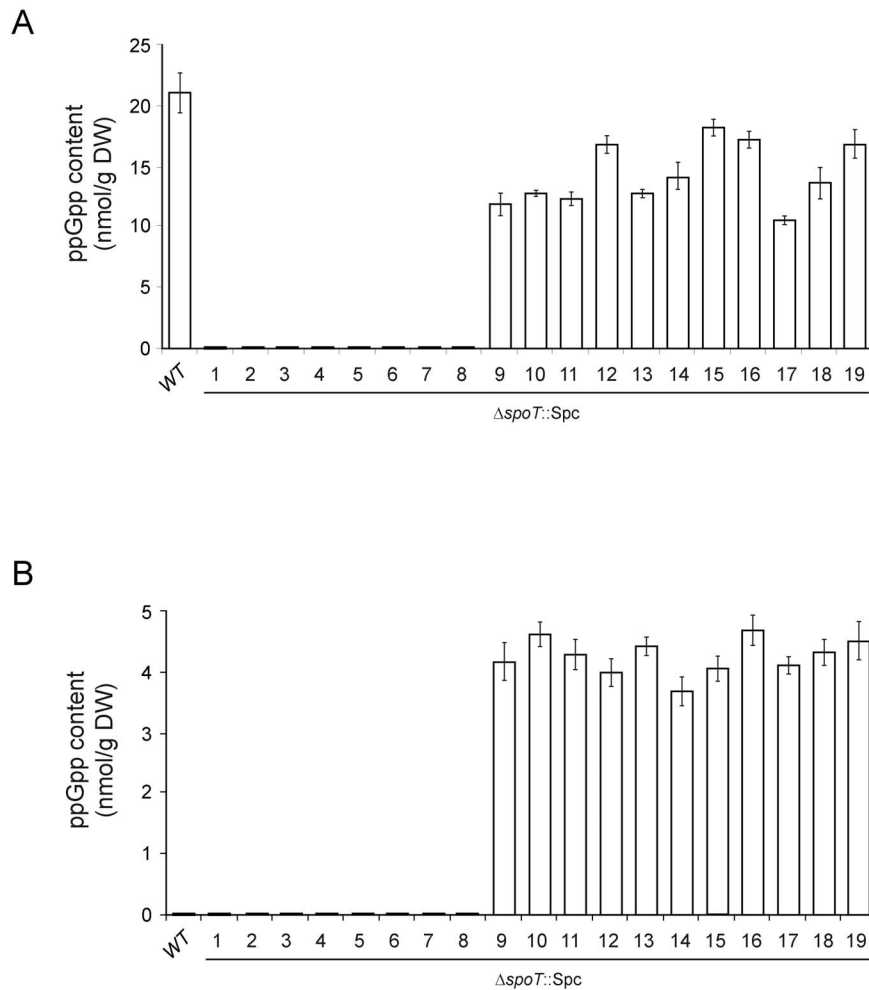 A
ppGpp content
(nmol/g DW)
25
20
15
10
5
0
WT 1 2 3 4 5 6 7 8 9 10 11 12 13 14 15 16 17 18 19
ΔspoT::Spc
B
ppGpp content
(nmol/g DW)
5
4
3
2
1
0
WT 1 2 3 4 5 6 7 8 9 10 11 12 13 14 15 16 17 18 19
ΔspoT::Spc